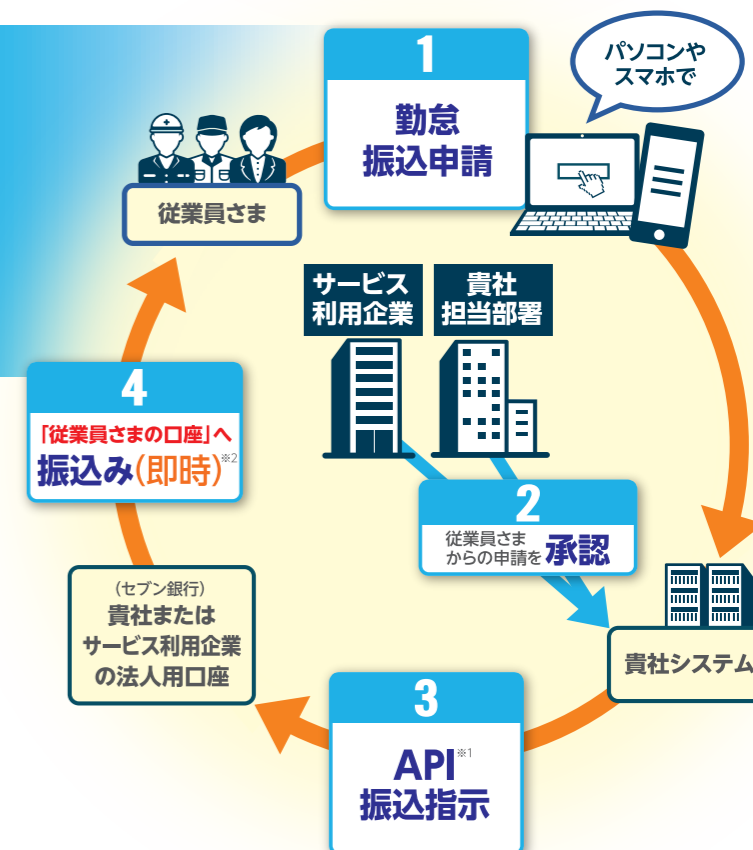 1
勤怠
振込申請
パソコンや
スマホで
従業員さま
サービス
利用企業
貴社
担当部署
2
従業員さま
からの申請を承認
貴社システム
3
API※1
振込指示
(セブン銀行)
貴社または
サービス利用企業
の法人用口座
4
「従業員さまの口座」へ
振込み(即時)※2